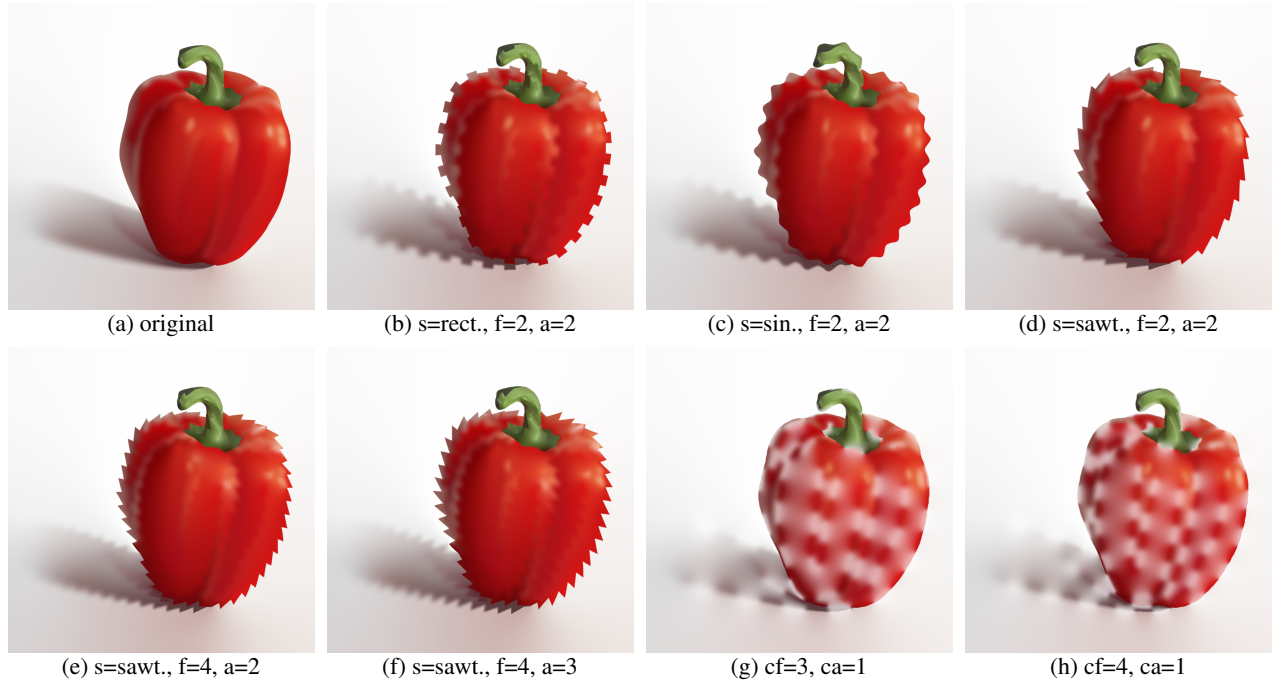 (a) original
(b) s=rect., f=2, a=2
(c) s=sin., f=2, a=2
(d) s=sawt., f=2, a=2
(e) s=sawt., f=4, a=2
(f) s=sawt., f=4, a=3
(g) cf=3, ca=1
(h) cf=4, ca=1